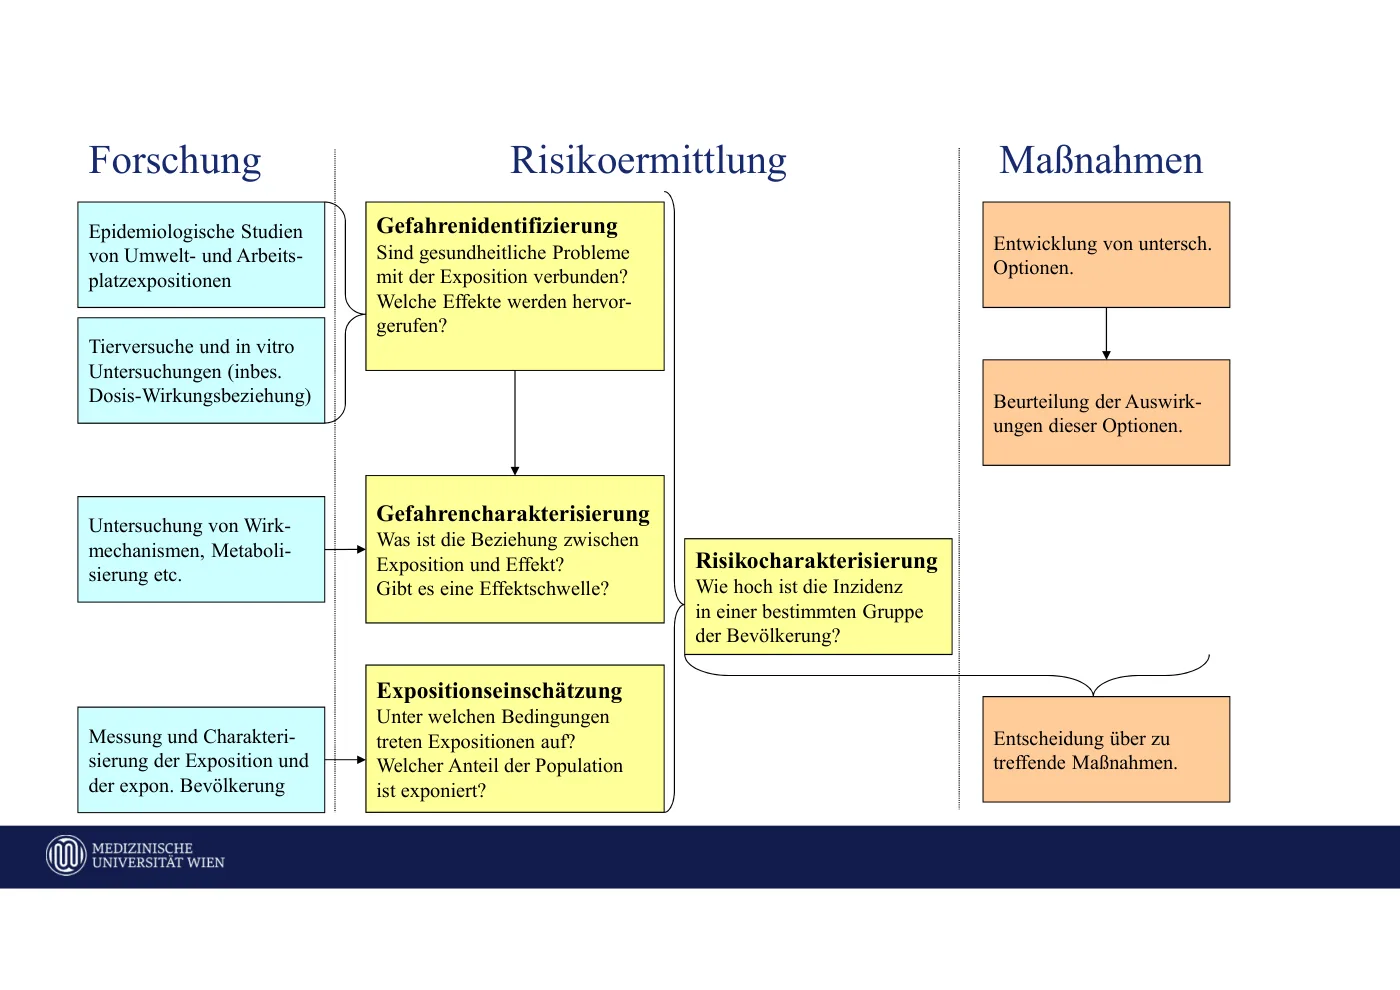 Forschung
Risikoermittlung
Maßnahmen
Epidemiologische Studien
von Umwelt- und Arbeits-
platzexpositionen
Tierversuche und in vitro
Untersuchungen (inbes.
Dosis-Wirkungsbeziehung)
Untersuchung von Wirk-
mechanismen, Metaboli-
sierung etc.
Messung und Charakteri-
sierung der Exposition und
der expon. Bevölkerung
Gefahrenidentifizierung
Sind gesundheitliche Probleme
mit der Exposition verbunden?
Welche Effekte werden hervor-
gerufen?
Gefahrencharakterisierung
Was ist die Beziehung zwischen
Exposition und Effekt?
Gibt es eine Effektschwelle?
Expositionseinschätzung
Unter welchen Bedingungen
treten Expositionen auf?
Welcher Anteil der Population
ist exponiert?
Risikocharakterisierung
Wie hoch ist die Inzidenz
in einer bestimmten Gruppe
der Bevölkerung?
Entwicklung von untersch.
Optionen.
Beurteilung der Auswirk-
ungen dieser Optionen.
Entscheidung über zu
treffende Maßnahmen.
MEDIZINISCHE
UNIVERSITÄT WIEN